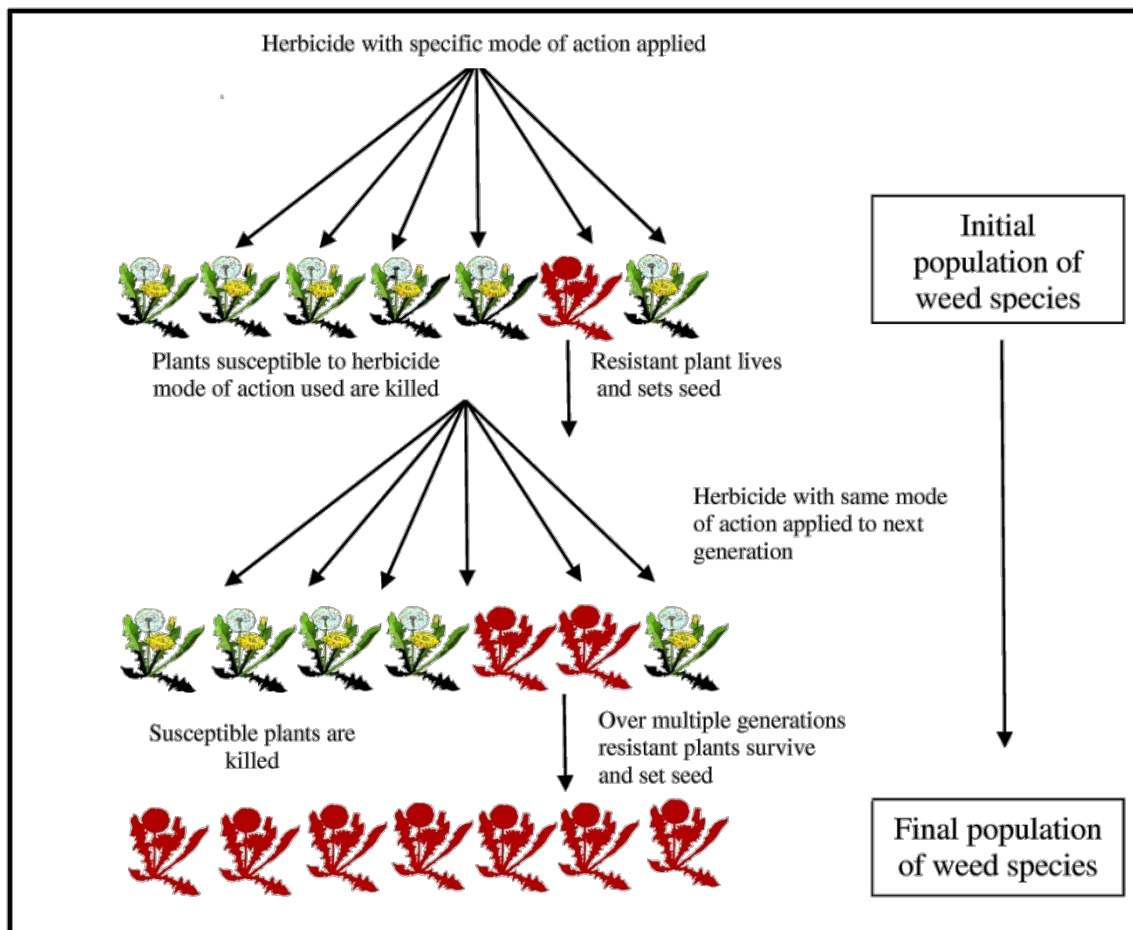 Herbicide with specific mode of action applied
Initial
population of
weed species
Plants susceptible to herbicide
mode of action used are killed
Resistant plant lives
and sets seed
Herbicide with same mode
of action applied to next
generation
Susceptible plants are
killed
Over multiple generations
resistant plants survive
and set seed
Final population
of weed species